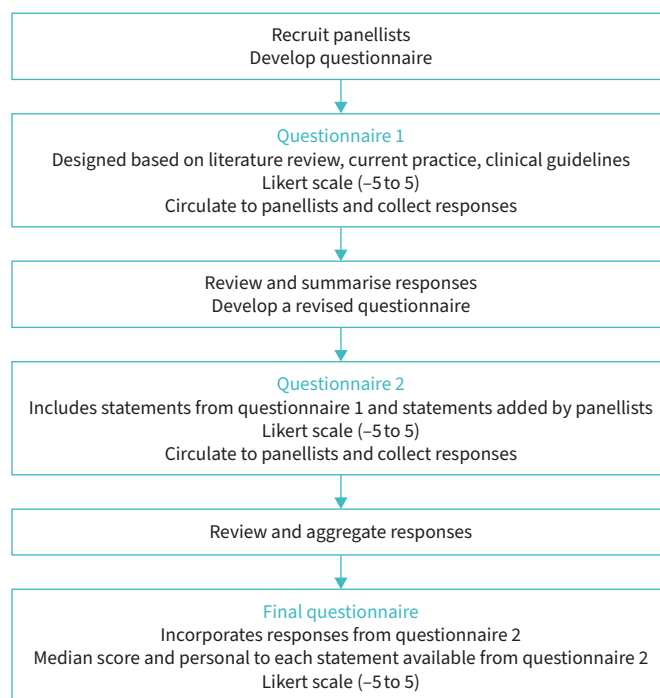 Recruit panellists
Develop questionnaire
Questionnaire 1
Designed based on literature review, current practice, clinical guidelines
Likert scale (–5 to 5)
Circulate to panellists and collect responses
Review and summarise responses
Develop a revised questionnaire
Questionnaire 2
Includes statements from questionnaire 1 and statements added by panellists
Likert scale (–5 to 5)
Circulate to panellists and collect responses
Review and aggregate responses
Final questionnaire
Incorporates responses from questionnaire 2
Median score and personal to each statement available from questionnaire 2
Likert scale (–5 to 5)